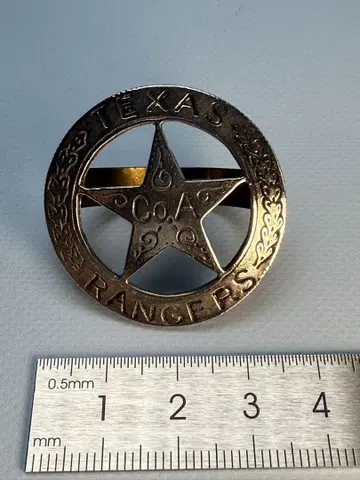 TEXAS
Co. A
RANGERS
0.5mm
1 2 3 4
mm